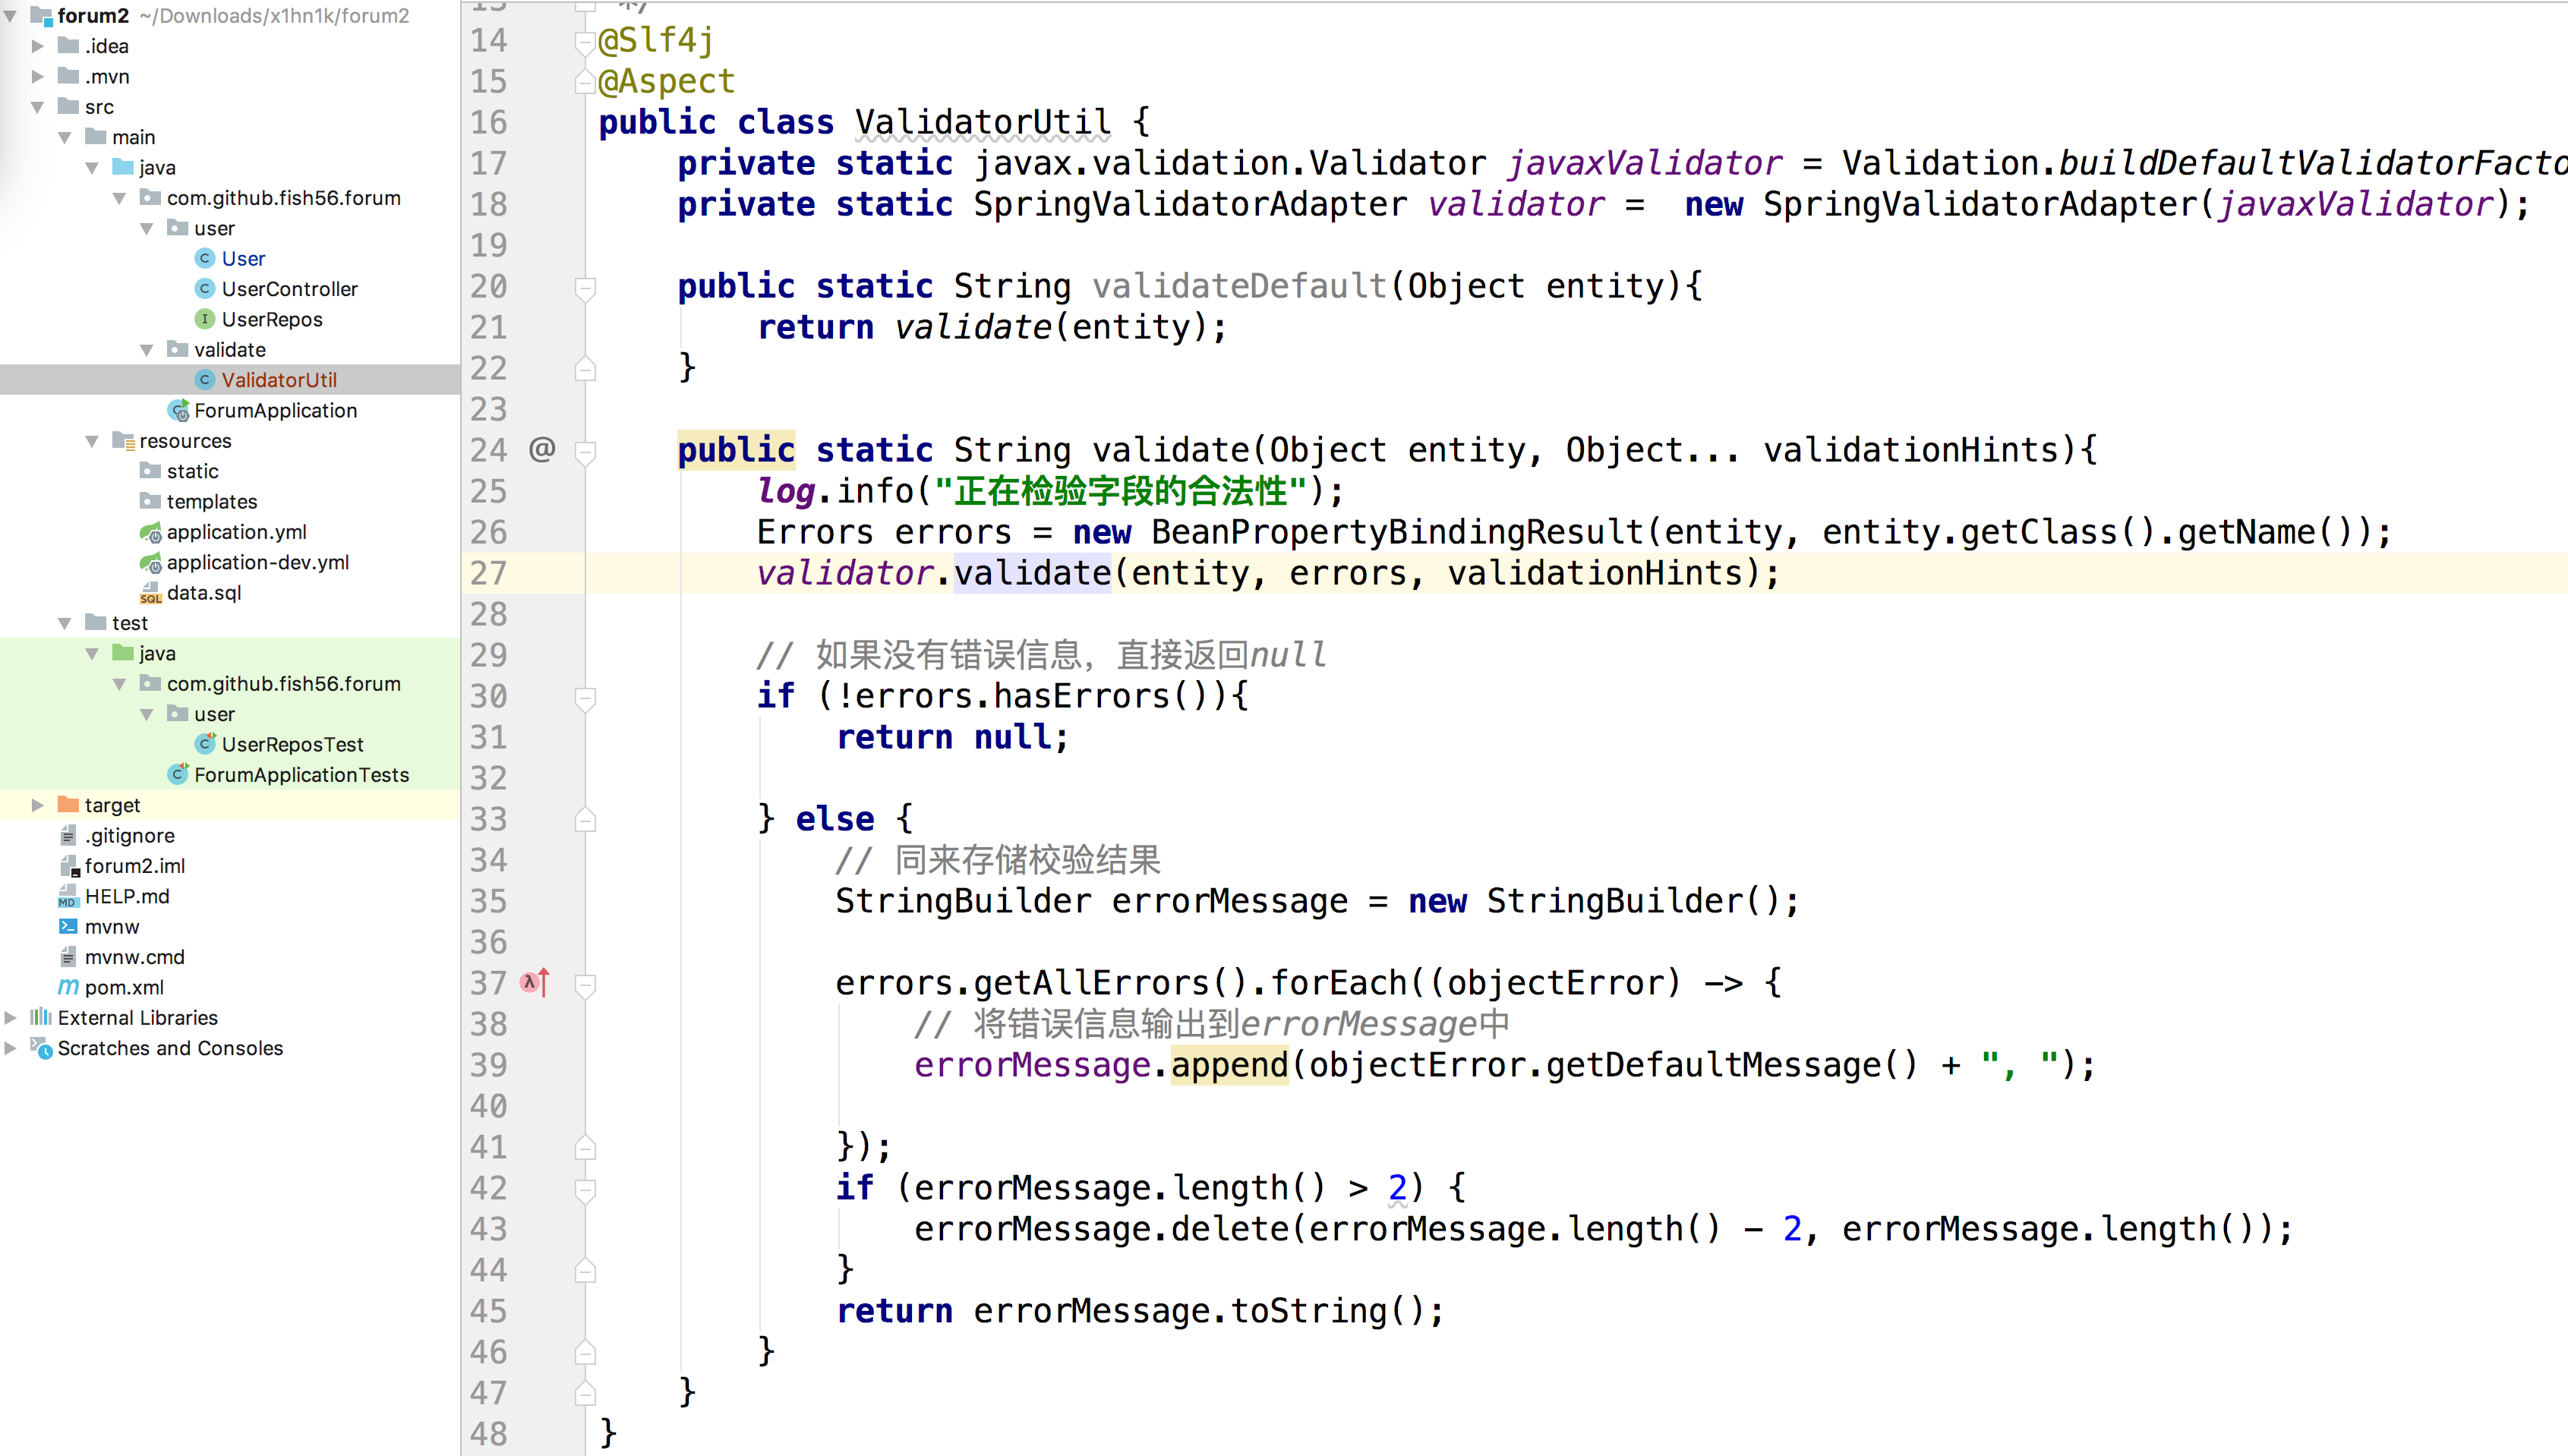 forum2 ~/Downloads/x1hn1k/forum2
.idea
.mvn
src
main
java
com.github.fish56.forum
user
User
UserController
UserRepos
validate
ValidatorUtil
ForumApplication
resources
static
templates
application.yml
application-dev.yml
data.sql
test
java
com.github.fish56.forum
user
UserReposTest
ForumApplicationTests
target
.gitignore
forum2.iml
HELP.md
mvnw
mvnw.cmd
pom.xml
External Libraries
Scratches and Consoles
*/
14 @Slf4j
15 @Aspect
16 public class ValidatorUtil {
17 private static javax.validation.Validator javaxValidator = Validation.buildDefaultValidatorFacto
18 private static SpringValidatorAdapter validator = new SpringValidatorAdapter(javaxValidator);
19
20 public static String validateDefault(Object entity){
21 return validate(entity);
22 }
23
24 @ public static String validate(Object entity, Object... validationHints){
25 log.info("正在检验字段的合法性");
26 Errors errors = new BeanPropertyBindingResult(entity, entity.getClass().getName());
27 validator.validate(entity, errors, validationHints);
28
29 // 如果没有错误信息，直接返回null
30 if (!errors.hasErrors()){
31 return null;
32
33 } else {
34 // 同来存储校验结果
35 StringBuilder errorMessage = new StringBuilder();
36
37 errors.getAllErrors().forEach((objectError) -> {
38 // 将错误信息输出到errorMessage中
39 errorMessage.append(objectError.getDefaultMessage() + ", ");
40
41 });
42 if (errorMessage.length() > 2) {
43 errorMessage.delete(errorMessage.length() - 2, errorMessage.length());
44 }
45 return errorMessage.toString();
46 }
47 }
48 }